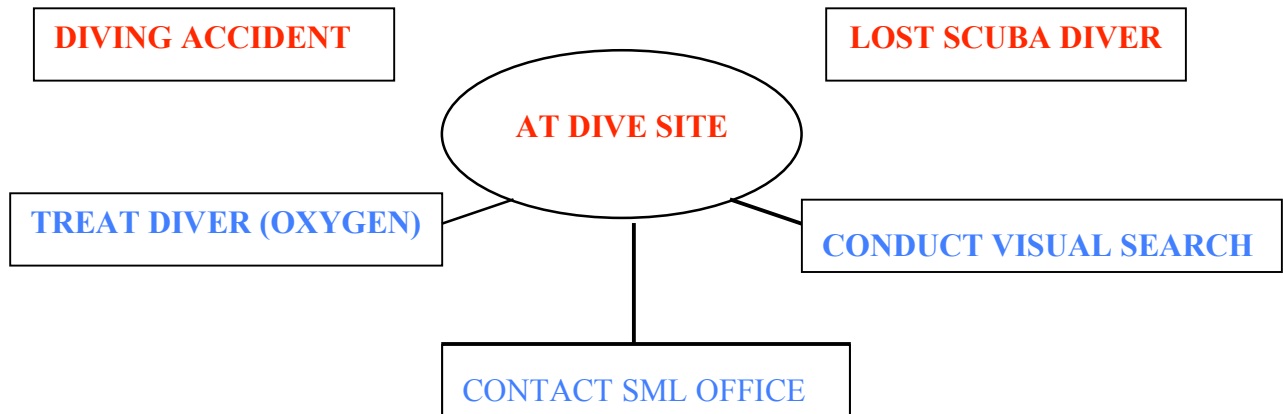 DIVING ACCIDENT
LOST SCUBA DIVER
AT DIVE SITE
TREAT DIVER (OXYGEN)
CONDUCT VISUAL SEARCH
CONTACT SML OFFICE